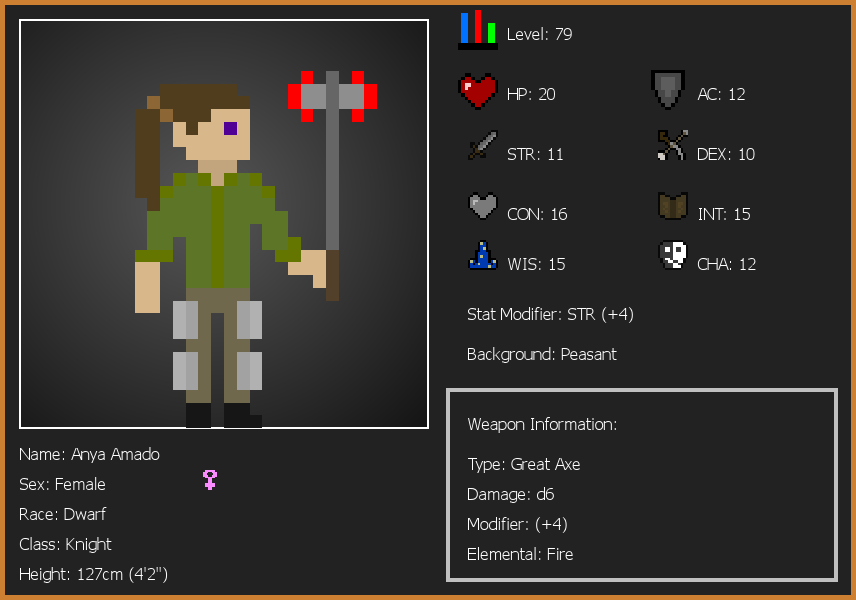 Level: 79
HP: 20
AC: 12
STR: 11
DEX: 10
CON: 16
INT: 15
WIS: 15
CHA: 12
Stat Modifier: STR (+4)
Background: Peasant
Weapon Information:
Type: Great Axe
Damage: d6
Modifier: (+4)
Elemental: Fire
Name: Anya Amado
Sex: Female
Race: Dwarf
Class: Knight
Height: 127cm (4'2")